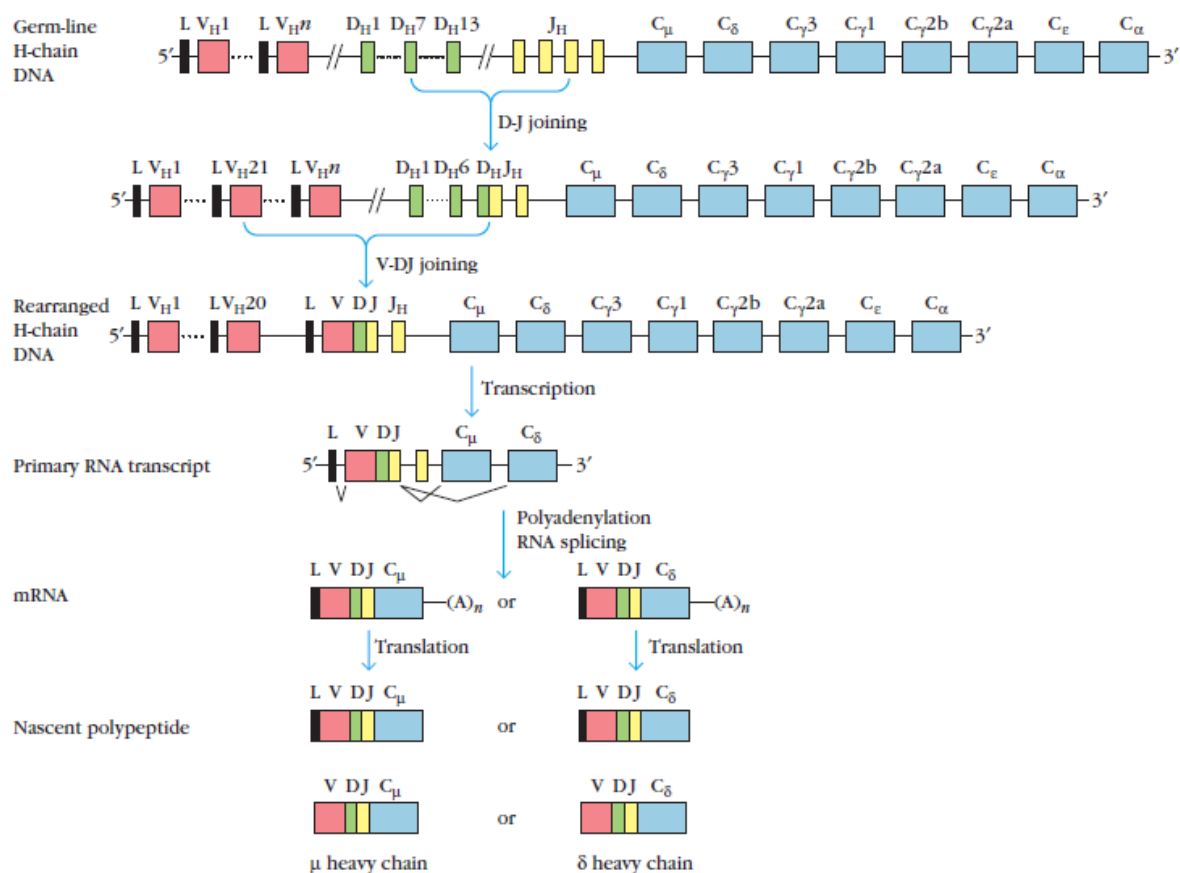 Germ-line
H-chain
DNA
L V_H1 L V_Hn D_H1 D_H7 D_H13 J_H C_μ C_δ C_γ3 C_γ1 C_γ2b C_γ2a C_ε C_α
5′ 3′
D-J joining
L V_H1 L V_H21 L V_Hn D_H1 D_H6 D_H J_H C_μ C_δ C_γ3 C_γ1 C_γ2b C_γ2a C_ε C_α
5′ 3′
V-DJ joining
Rearranged
H-chain
DNA
L V_H1 L V_H20 L V D J J_H C_μ C_δ C_γ3 C_γ1 C_γ2b C_γ2a C_ε C_α
5′ 3′
Transcription
L V D J C_μ C_δ
Primary RNA transcript 5′ 3′
Polyadenylation
RNA splicing
L V D J C_μ L V D J C_δ
mRNA (A)_n or (A)_n
Translation Translation
L V D J C_μ L V D J C_δ
Nascent polypeptide or
V D J C_μ V D J C_δ
or
μ heavy chain δ heavy chain